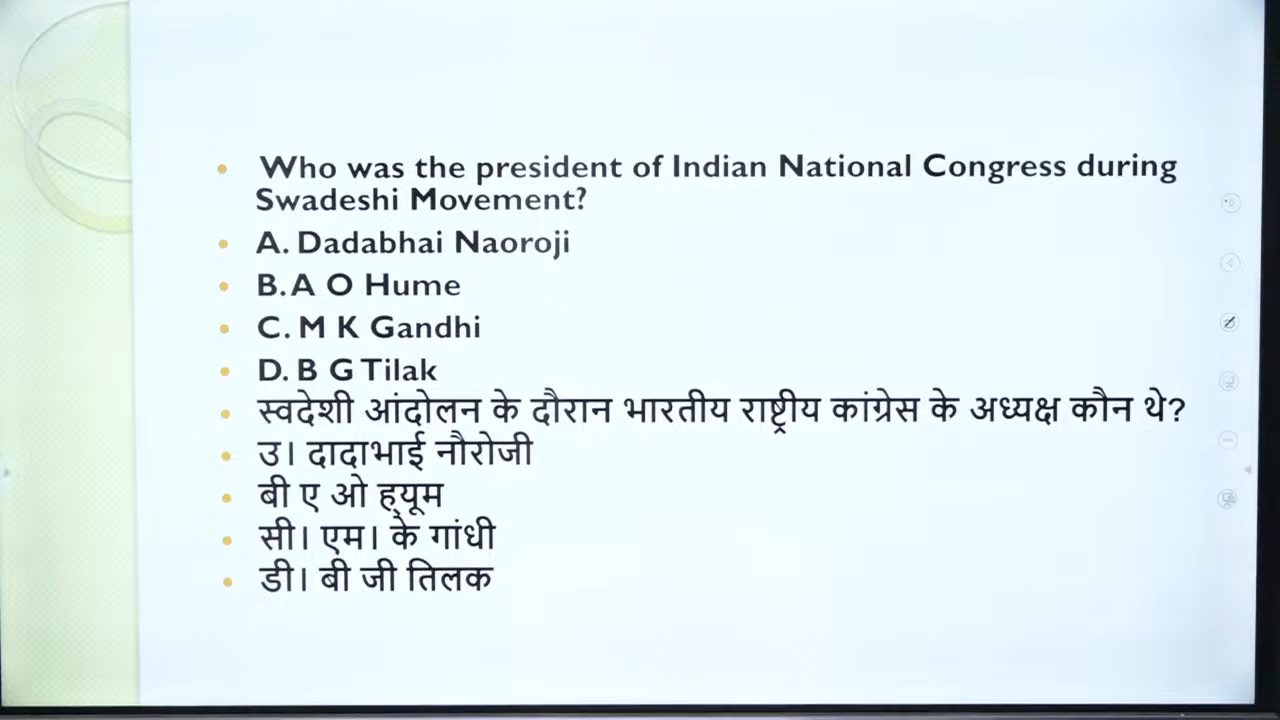 Who was the president of Indian National Congress during
Swadeshi Movement?
A. Dadabhai Naoroji
B. A O Hume
C. M K Gandhi
D. B G Tilak
स्वदेशी आंदोलन के दौरान भारतीय राष्ट्रीय कांग्रेस के अध्यक्ष कौन थे?
उ। दादाभाई नौरोजी
बी ए ओ ह्यूम
सी। एम। के गांधी
डी। बी जी तिलक